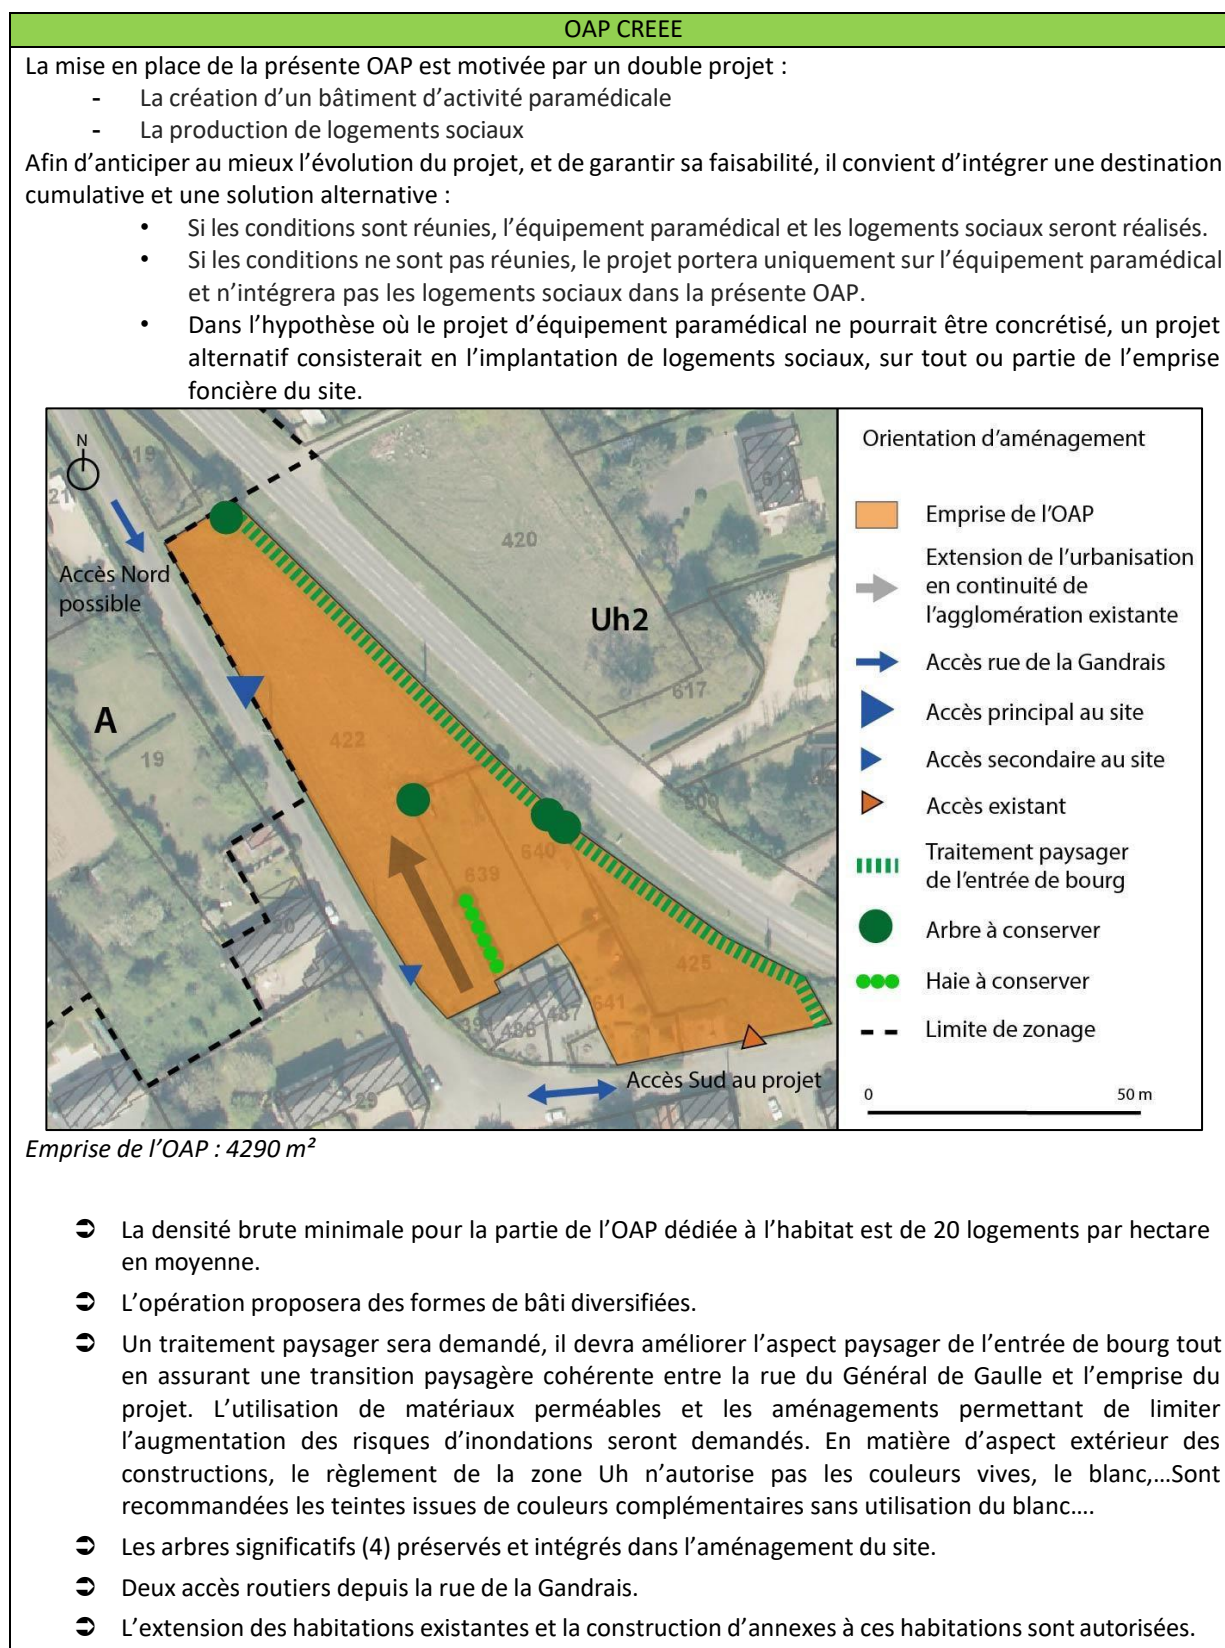 OAP CREEE
La mise en place de la présente OAP est motivée par un double projet :
- La création d’un bâtiment d’activité paramédicale
- La production de logements sociaux
Afin d’anticiper au mieux l’évolution du projet, et de garantir sa faisabilité, il convient d’intégrer une destination
cumulative et une solution alternative :
• Si les conditions sont réunies, l’équipement paramédical et les logements sociaux seront réalisés.
• Si les conditions ne sont pas réunies, le projet portera uniquement sur l’équipement paramédical
et n’intégrera pas les logements sociaux dans la présente OAP.
• Dans l’hypothèse où le projet d’équipement paramédical ne pourrait être concrétisé, un projet
alternatif consisterait en l’implantation de logements sociaux, sur tout ou partie de l’emprise
foncière du site.
N
419
21
Accès Nord
possible
420
614
Uh2
617
A
19
422
640
639
425
641
20
487
486
39
29
Accès Sud au projet
Orientation d’aménagement
Emprise de l’OAP
Extension de l’urbanisation
en continuité de
l’agglomération existante
Accès rue de la Gandrais
Accès principal au site
Accès secondaire au site
Accès existant
Traitement paysager
de l’entrée de bourg
Arbre à conserver
Haie à conserver
Limite de zonage
0 50 m
Emprise de l’OAP : 4290 m²
➲ La densité brute minimale pour la partie de l’OAP dédiée à l’habitat est de 20 logements par hectare
en moyenne.
➲ L’opération proposera des formes de bâti diversifiées.
➲ Un traitement paysager sera demandé, il devra améliorer l’aspect paysager de l’entrée de bourg tout
en assurant une transition paysagère cohérente entre la rue du Général de Gaulle et l’emprise du
projet. L’utilisation de matériaux perméables et les aménagements permettant de limiter
l’augmentation des risques d’inondations seront demandés. En matière d’aspect extérieur des
constructions, le règlement de la zone Uh n’autorise pas les couleurs vives, le blanc,…Sont
recommandées les teintes issues de couleurs complémentaires sans utilisation du blanc….
➲ Les arbres significatifs (4) préservés et intégrés dans l’aménagement du site.
➲ Deux accès routiers depuis la rue de la Gandrais.
➲ L’extension des habitations existantes et la construction d’annexes à ces habitations sont autorisées.